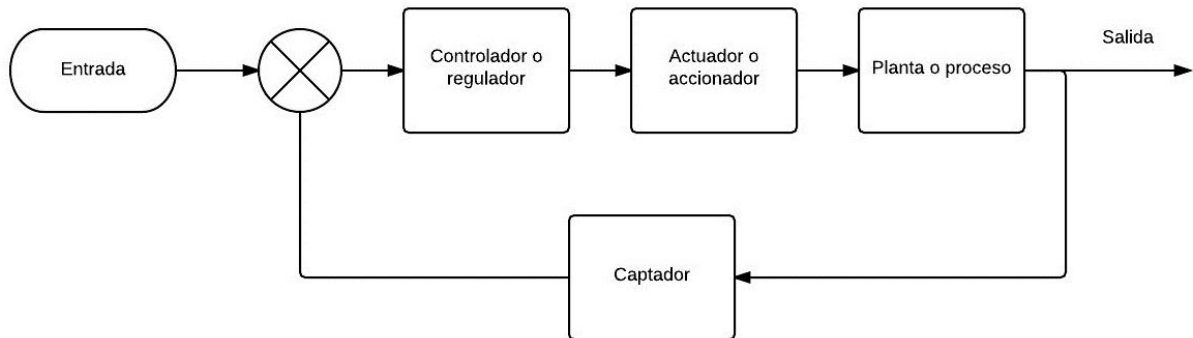 Entrada
Controlador o
regulador
Actuador o
accionador
Planta o proceso
Salida
Captador